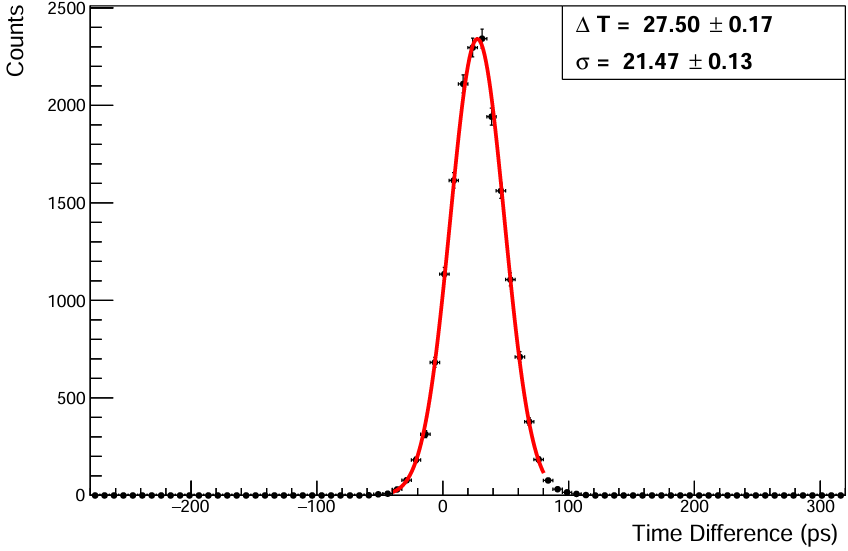 Counts
2500
2000
1500
1000
500
0
Δ T = 27.50 ± 0.17
σ = 21.47 ± 0.13
−200 −100 0 100 200 300
Time Difference (ps)